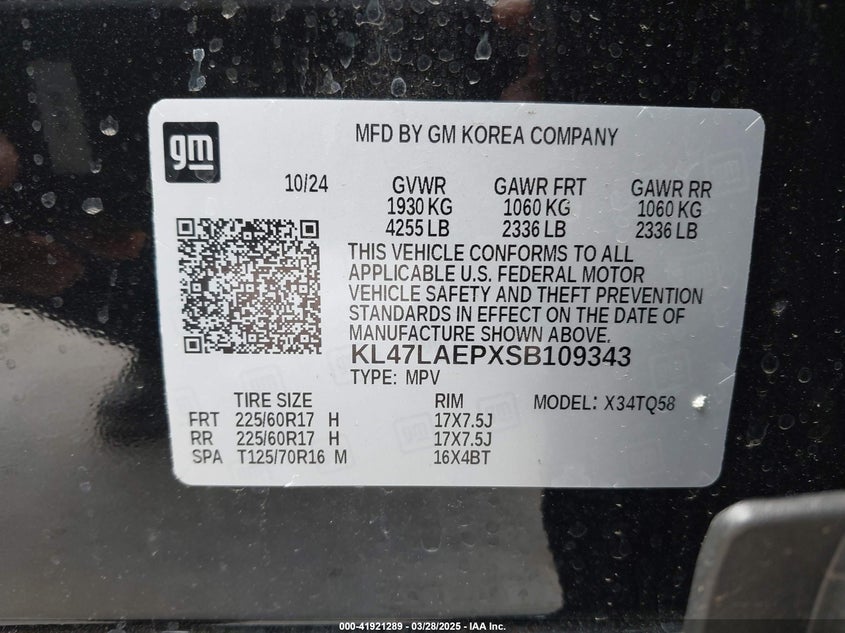 gm
MFD BY GM KOREA COMPANY
10/24 GVWR GAWR FRT GAWR RR
1930 KG 1060 KG 1060 KG
4255 LB 2336 LB 2336 LB
THIS VEHICLE CONFORMS TO ALL
APPLICABLE U.S. FEDERAL MOTOR
VEHICLE SAFETY AND THEFT PREVENTION
STANDARDS IN EFFECT ON THE DATE OF
MANUFACTURE SHOWN ABOVE.
KL47LAEPXSB109343
TYPE: MPV
TIRE SIZE RIM MODEL: X34TQ58
FRT 225/60R17 H 17X7.5J
RR 225/60R17 H 17X7.5J
SPA T125/70R16 M 16X4BT
000-41921289 — 03/28/2025 — IAA Inc.